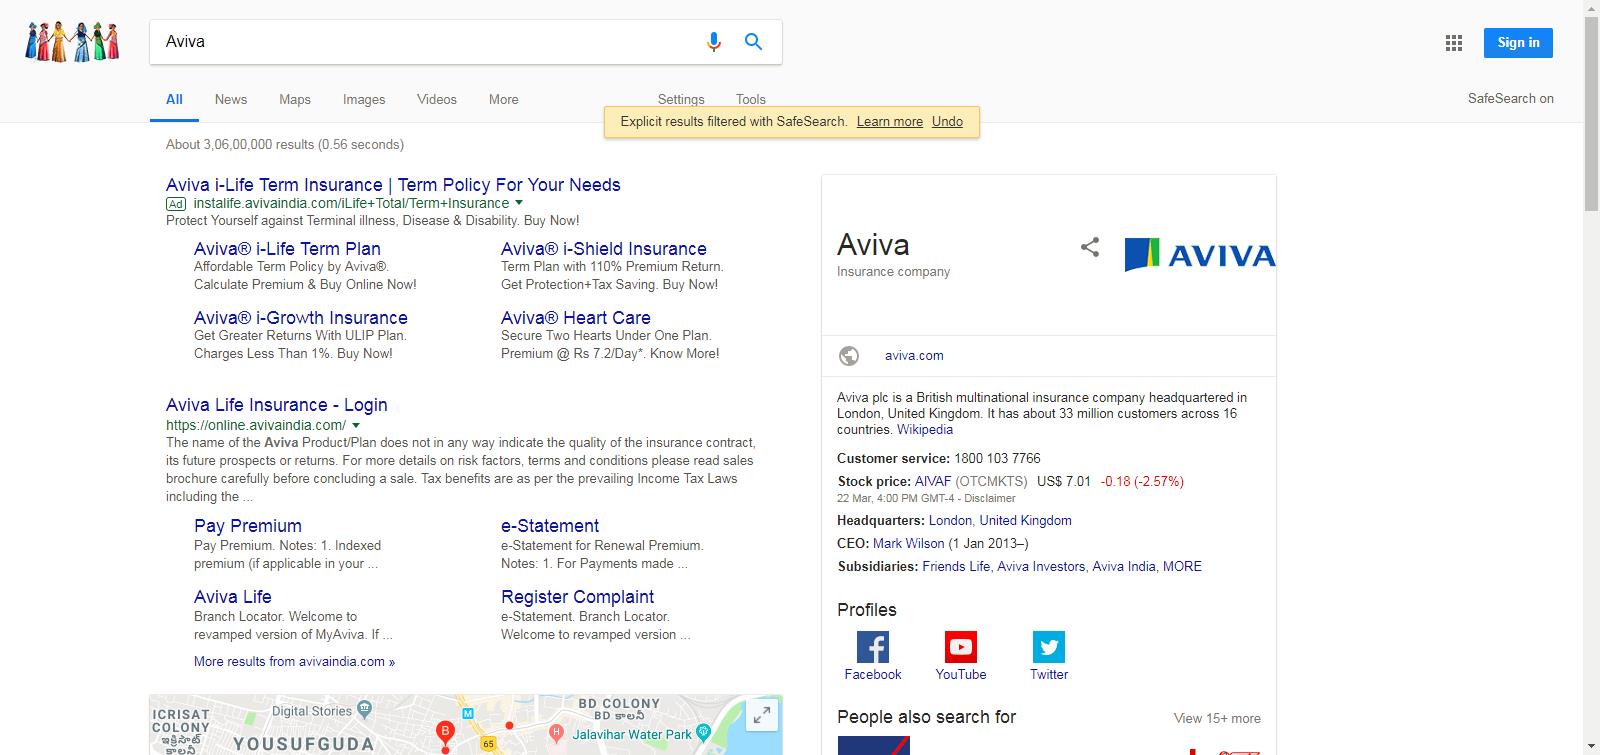 Aviva
Sign in
All News Maps Images Videos More Settings Tools
SafeSearch on
Explicit results filtered with SafeSearch. Learn more Undo
About 3,06,00,000 results (0.56 seconds)
Aviva i-Life Term Insurance | Term Policy For Your Needs
Ad instalife.avivaindia.com/iLife+Total/Term+Insurance
Protect Yourself against Terminal illness, Disease & Disability. Buy Now!
Aviva® i-Life Term Plan
Affordable Term Policy by Aviva®.
Calculate Premium & Buy Online Now!
Aviva® i-Shield Insurance
Term Plan with 110% Premium Return.
Get Protection+Tax Saving. Buy Now!
Aviva® i-Growth Insurance
Get Greater Returns With ULIP Plan.
Charges Less Than 1%. Buy Now!
Aviva® Heart Care
Secure Two Hearts Under One Plan.
Premium @ Rs 7.2/Day*. Know More!
Aviva Life Insurance - Login
https://online.avivaindia.com/
The name of the Aviva Product/Plan does not in any way indicate the quality of the insurance contract,
its future prospects or returns. For more details on risk factors, terms and conditions please read sales
brochure carefully before concluding a sale. Tax benefits are as per the prevailing Income Tax Laws
including the ...
Pay Premium
Pay Premium. Notes: 1. Indexed
premium (if applicable in your ...
e-Statement
e-Statement for Renewal Premium.
Notes: 1. For Payments made ...
Aviva Life
Branch Locator. Welcome to
revamped version of MyAviva. If ...
Register Complaint
e-Statement. Branch Locator.
Welcome to revamped version ...
More results from avivaindia.com »
ICRISAT
COLONY
ఇక్రిసాట్
కాలనీ
Digital Stories
YOUSUFGUDA
M
B
65
H
BD COLONY
BD కాలనీ
Jalavihar Water Park
Aviva
Insurance company
AVIVA
aviva.com
Aviva plc is a British multinational insurance company headquartered in
London, United Kingdom. It has about 33 million customers across 16
countries. Wikipedia
Customer service: 1800 103 7766
Stock price: AIVAF (OTCMKTS) US$ 7.01 -0.18 (-2.57%)
22 Mar, 4:00 PM GMT-4 - Disclaimer
Headquarters: London, United Kingdom
CEO: Mark Wilson (1 Jan 2013–)
Subsidiaries: Friends Life, Aviva Investors, Aviva India, MORE
Profiles
Facebook YouTube Twitter
People also search for
View 15+ more